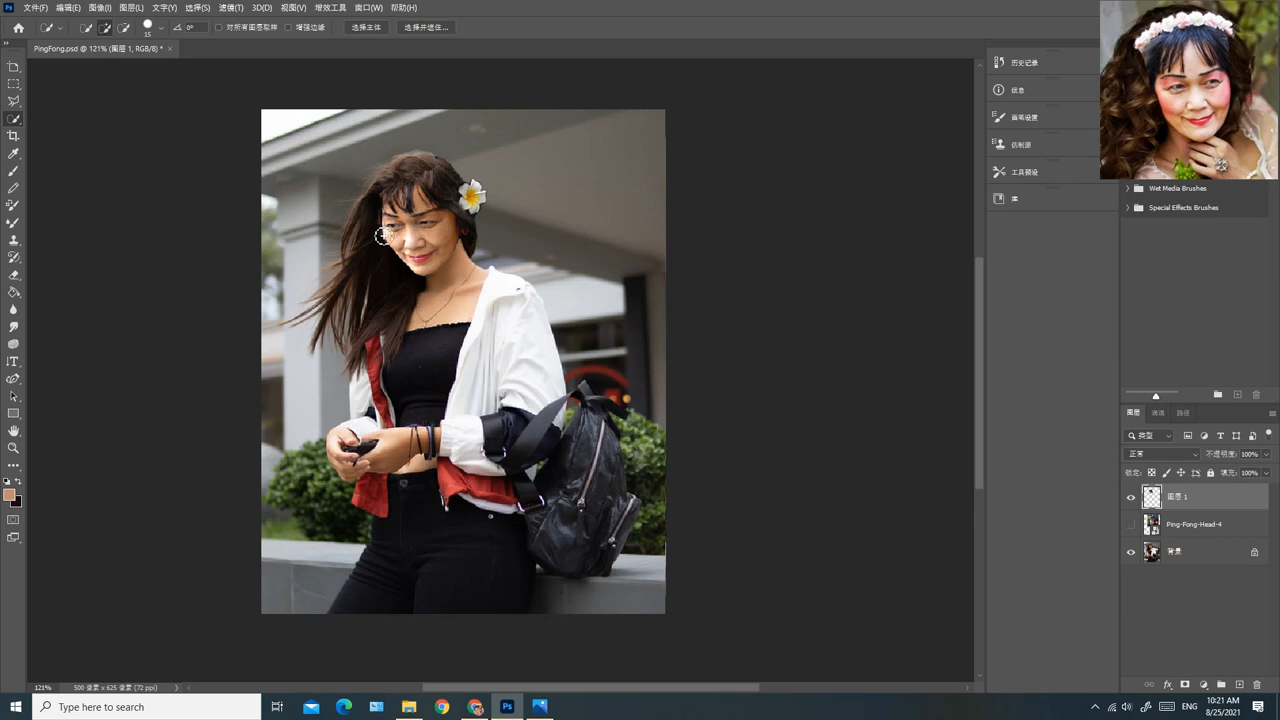 文件(F) 编辑(E) 图像(I) 图层(L) 文字(Y) 选择(S) 滤镜(T) 3D(D) 视图(V) 增效工具 窗口(W) 帮助(H)
15 0° 对所有图层取样 增强边缘 选择主体 选择并遮住...
PingFong.psd @ 121% (图层 1, RGB/8) * ×
历史记录
信息
画笔设置
仿制源
工具预设
库
Wet Media Brushes
Special Effects Brushes
图层 通道 路径
类型
正常 不透明度: 100%
锁定: 填充: 100%
图层 1
Ping-Fong-Head-4
背景
121% 500 像素 x 625 像素 (72 ppi)
Type here to search
ENG
10:21 AM
8/25/2021